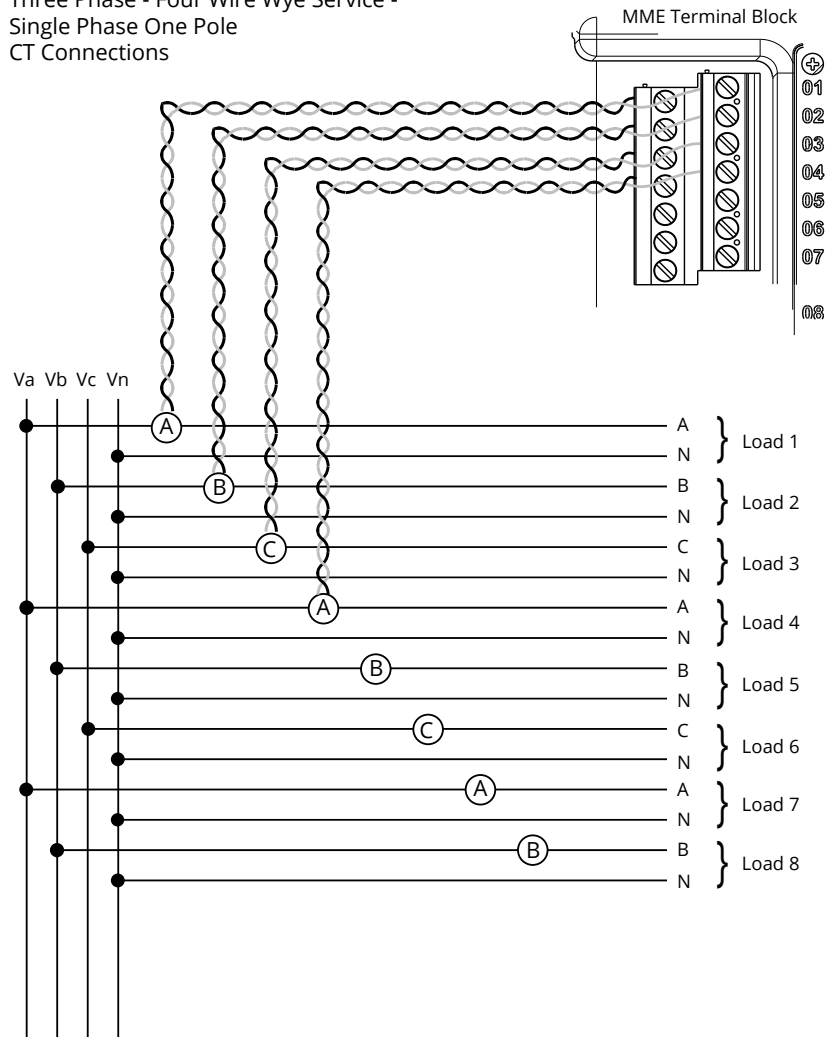 Three Phase - Four Wire Wye Service -
Single Phase One Pole
CT Connections
MME Terminal Block
01
02
03
04
05
06
07
08
Va Vb Vc Vn
A A
N
Load 1
B B
N
Load 2
C C
N
Load 3
A A
N
Load 4
B B
N
Load 5
C C
N
Load 6
A A
N
Load 7
B B
N
Load 8